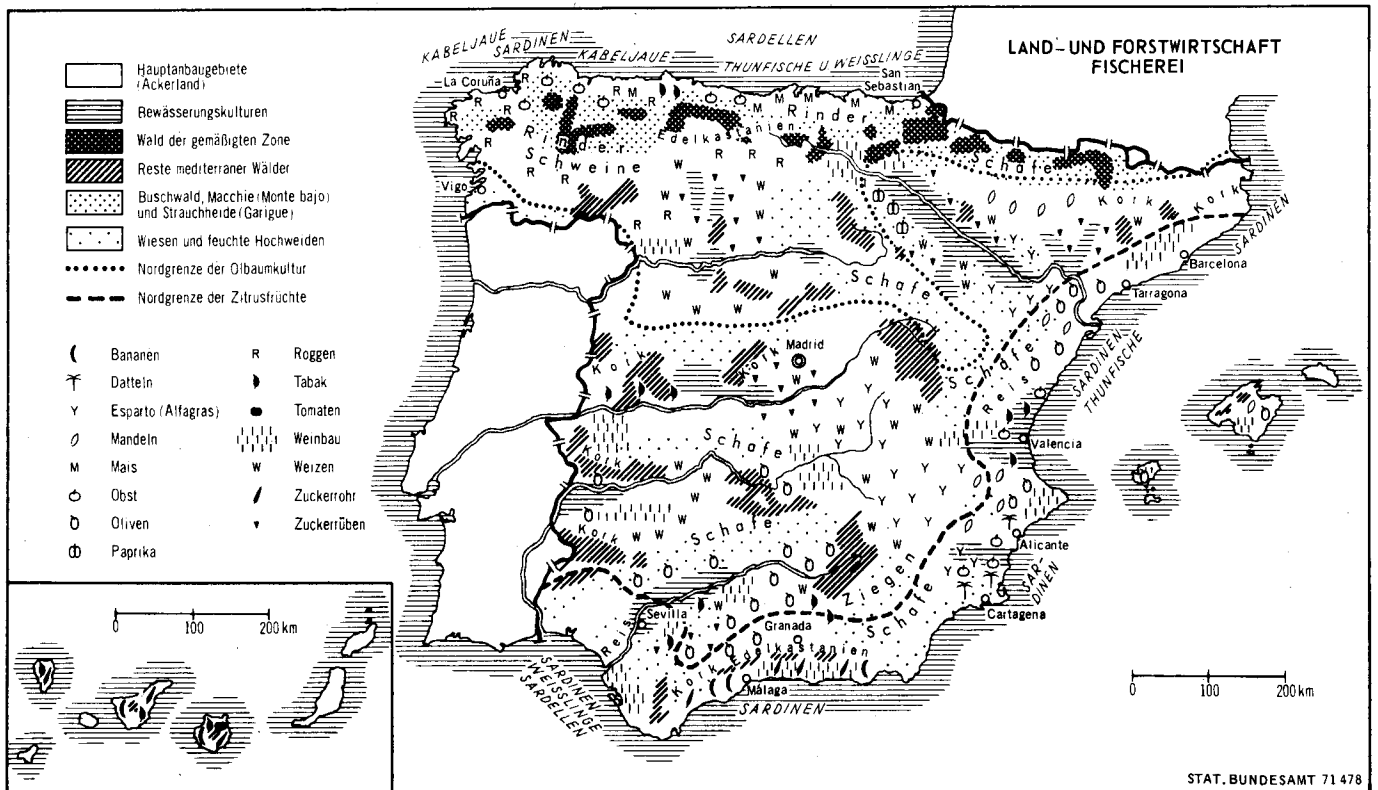 LAND- UND FORSTWIRTSCHAFT
FISCHEREI
Hauptanbaugebiete
(Ackerland)
Bewässerungskulturen
Wald der gemäßigten Zone
Reste mediterraner Wälder
Buschwald, Macchie (Monte bajo)
und Strauchheide (Garigue)
Wiesen und feuchte Hochweiden
Nordgrenze der Ölbaumkultur
Nordgrenze der Zitrusfrüchte
Bananen
Datteln
Esparto (Alfagras)
Mandeln
Mais
Obst
Oliven
Paprika
R Roggen
Tabak
Tomaten
Weinbau
W Weizen
Zuckerrohr
Zuckerrüben
KABELJAUE
SARDINEN
KABELJAUE
SARDELLEN
THUNFISCHE U. WEISSLINGE
La Coruña
San
Sebastián
Rinder
Rinder
Schweine
Edelkastanien
Schafe
Vigo
Kork
Kork
SARDINEN
Barcelona
Tarragona
Schafe
Madrid
Kork
Kork
Schafe
Reis
SARDINEN
THUNFISCHE
Valencia
Schafe
Kork
Schafe
Kork
Alicante
SAR-
DINEN
Cartagena
Ziegen
Schafe
Sevilla
Reis
Granada
Edelkastanien
Kork
Málaga
SARDINEN
SARDINEN
WEISSLINGE
SARDELLEN
0 100 200 km
0 100 200 km
STAT. BUNDESAMT 71 478